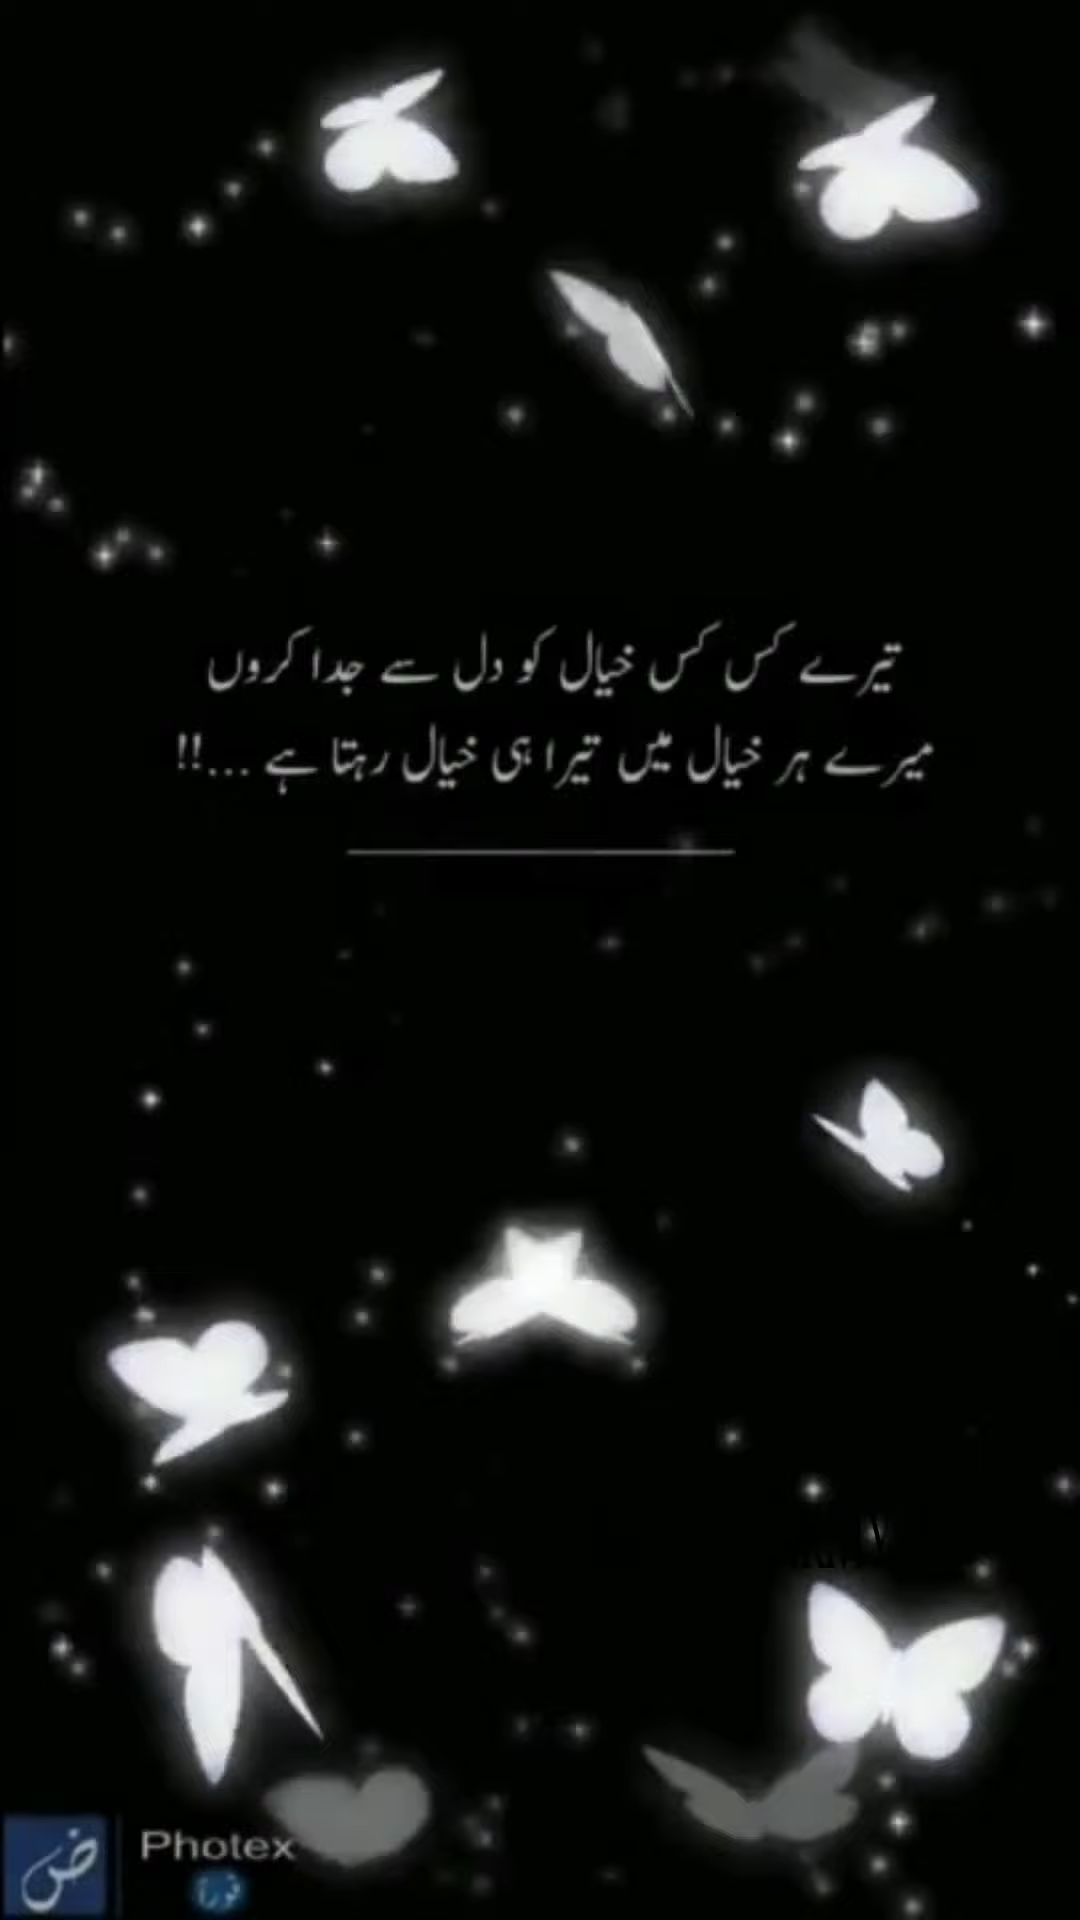 تیرے کس کس خیال کو دل سے جدا کروں
میرے ہر خیال میں تیرا ہی خیال رہتا ہے ...!!
ض
Photex